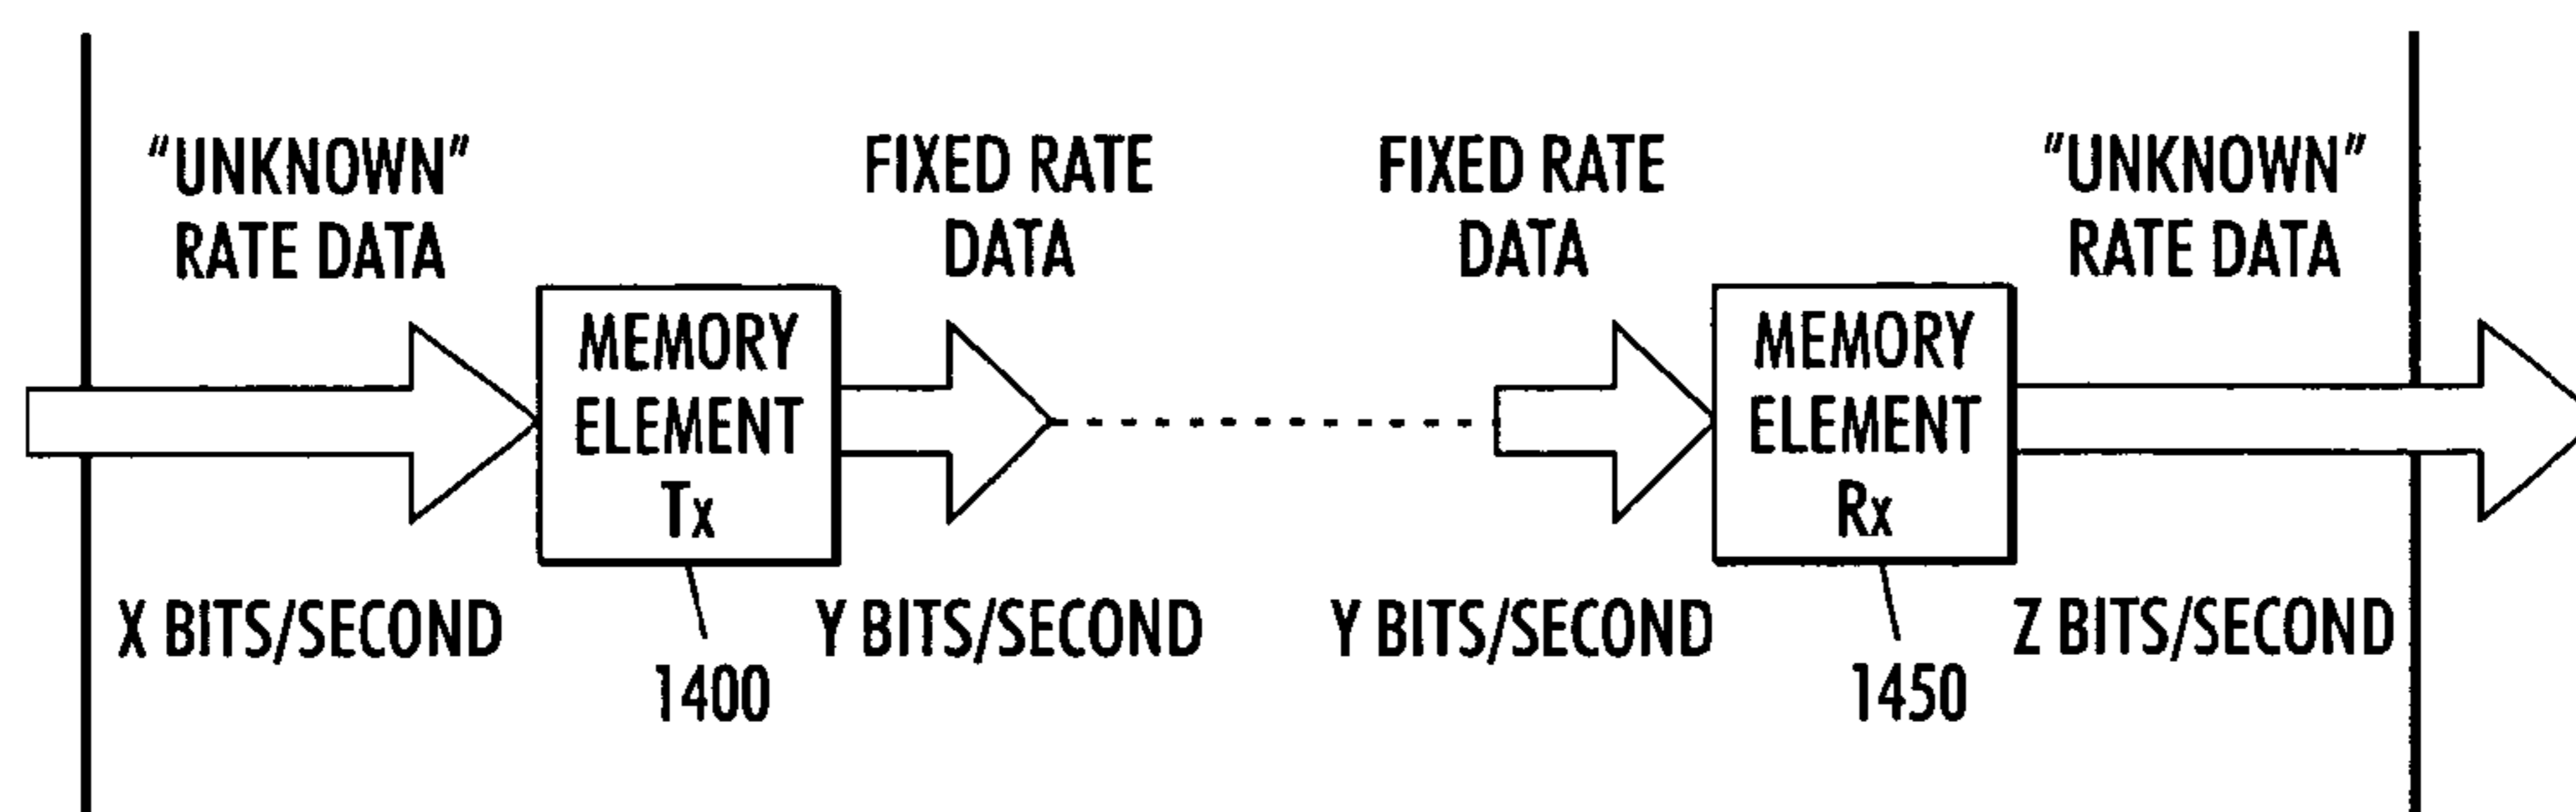 "UNKNOWN"
RATE DATA
FIXED RATE
DATA
FIXED RATE
DATA
"UNKNOWN"
RATE DATA
MEMORY
ELEMENT
Tx
MEMORY
ELEMENT
Rx
X BITS/SECOND
Y BITS/SECOND
Y BITS/SECOND
Z BITS/SECOND
1400
1450